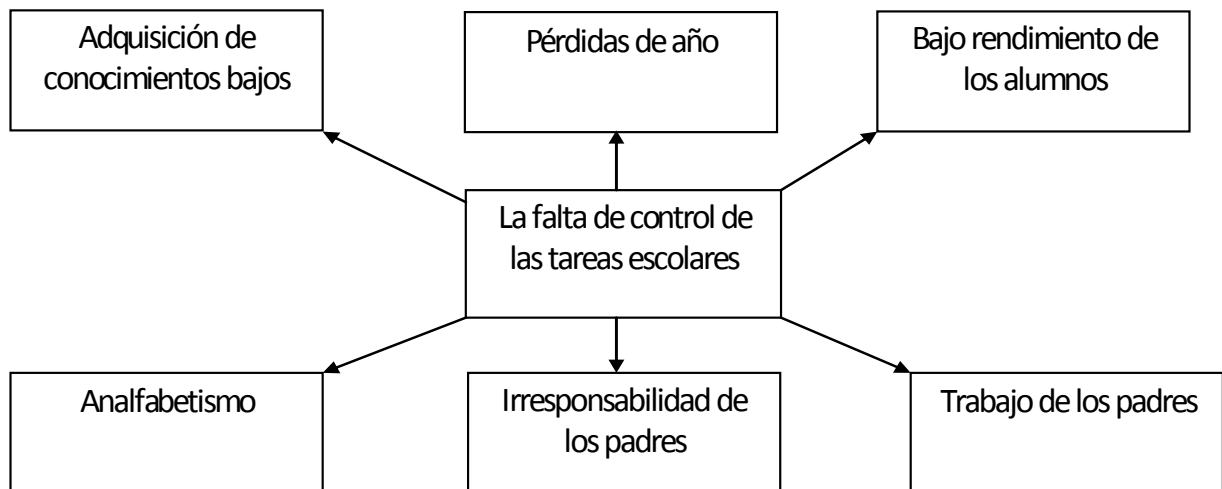 Adquisición de
conocimientos bajos
Pérdidas de año
Bajo rendimiento de
los alumnos
La falta de control de
las tareas escolares
Analfabetismo
Irresponsabilidad de
los padres
Trabajo de los padres